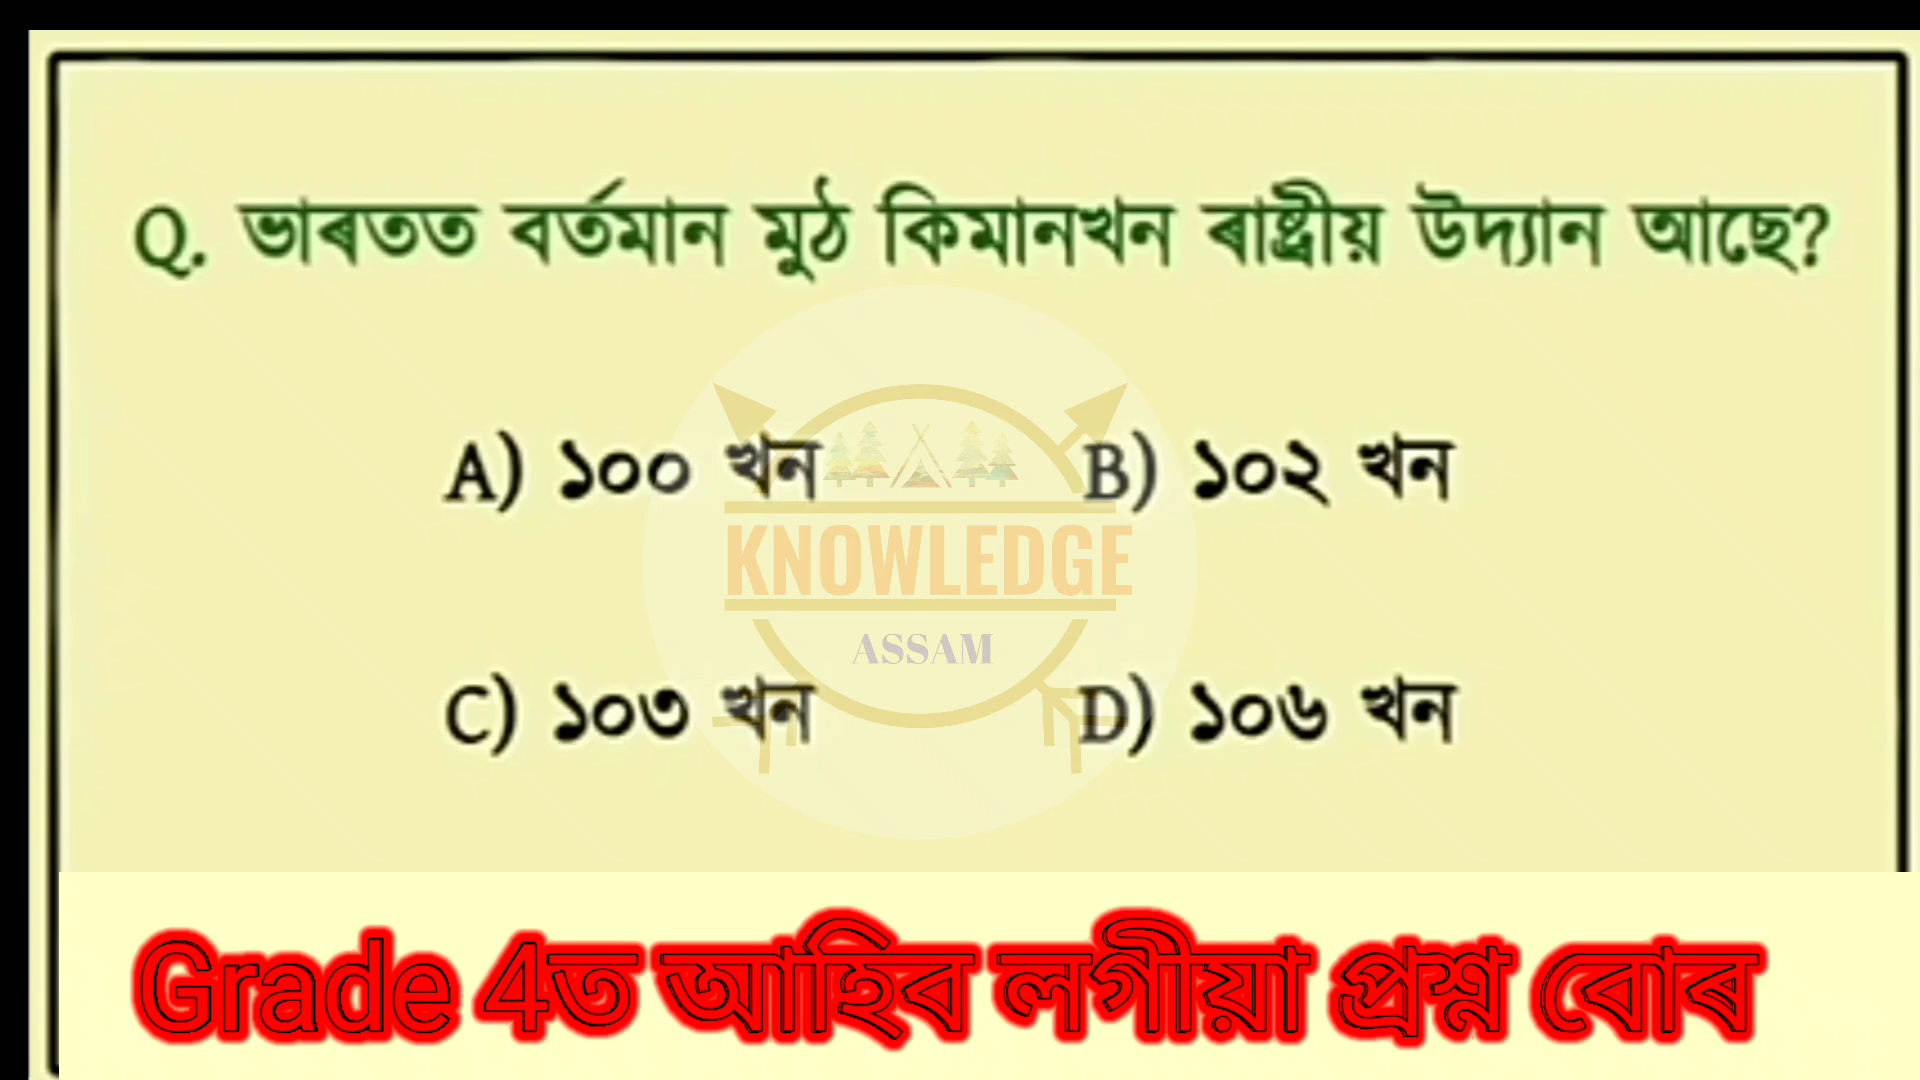 Q. ভাৰতত বৰ্তমান মুঠ কিমানখন ৰাষ্ট্ৰীয় উদ্যান আছে?
A) ১০০ খন B) ১০২ খন
KNOWLEDGE
ASSAM
C) ১০৩ খন D) ১০৬ খন
Grade 4ত আহিব লগীয়া প্ৰশ্ন বোৰ